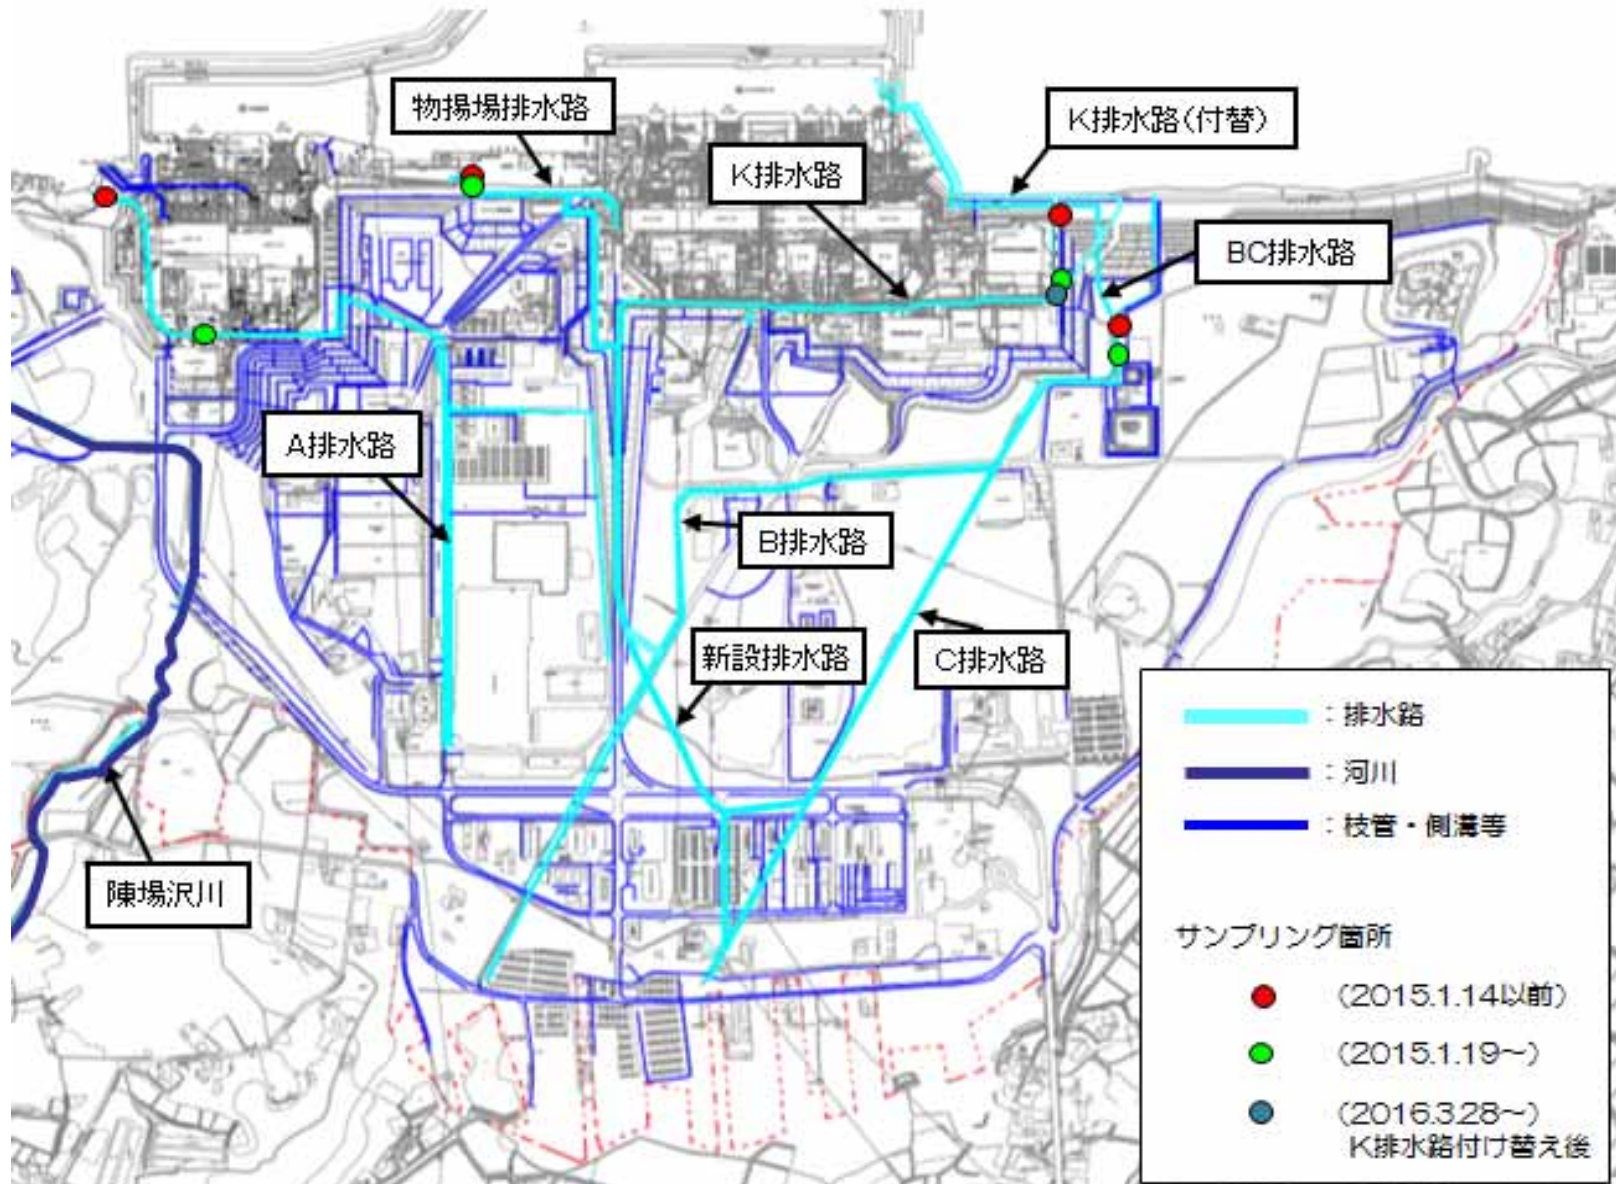 物揚場排水路
K排水路(付替)
K排水路
BC排水路
A排水路
B排水路
新設排水路
C排水路
陳場沢川
：排水路
：河川
：枝管・側溝等
サンプリング箇所
(2015.1.14以前)
(2015.1.19～)
(2016.3.28～)
K排水路付け替え後